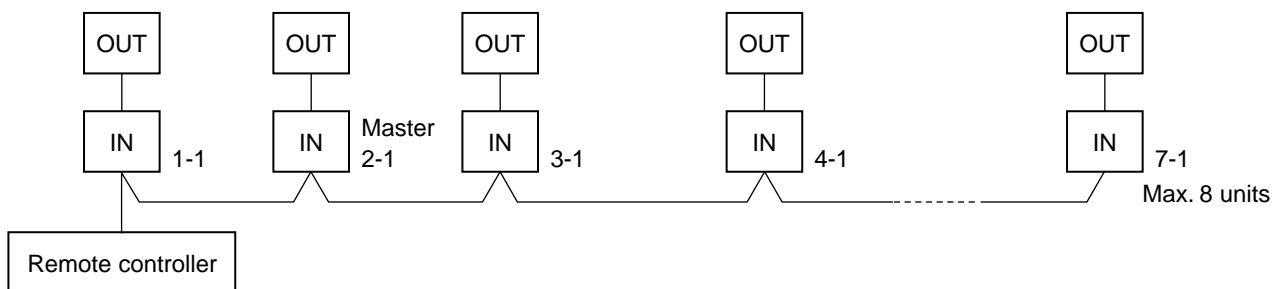 OUT OUT OUT OUT OUT
Master
IN IN IN IN IN
1-1 2-1 3-1 4-1 7-1
Max. 8 units
Remote controller